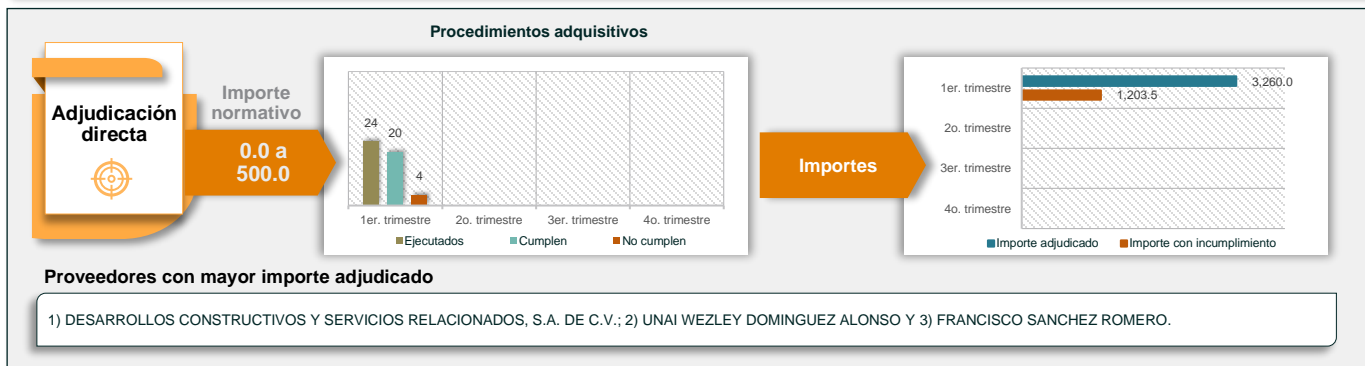 Procedimientos adquisitivos
Adjudicación
directa
Importe
normativo
0.0 a
500.0
24
20
4
1er. trimestre
2o. trimestre
3er. trimestre
4o. trimestre
Ejecutados
Cumplen
No cumplen
Importes
1er. trimestre
3,260.0
1,203.5
2o. trimestre
3er. trimestre
4o. trimestre
Importe adjudicado
Importe con incumplimiento
Proveedores con mayor importe adjudicado
1) DESARROLLOS CONSTRUCTIVOS Y SERVICIOS RELACIONADOS, S.A. DE C.V.; 2) UNAI WEZLEY DOMINGUEZ ALONSO Y 3) FRANCISCO SANCHEZ ROMERO.